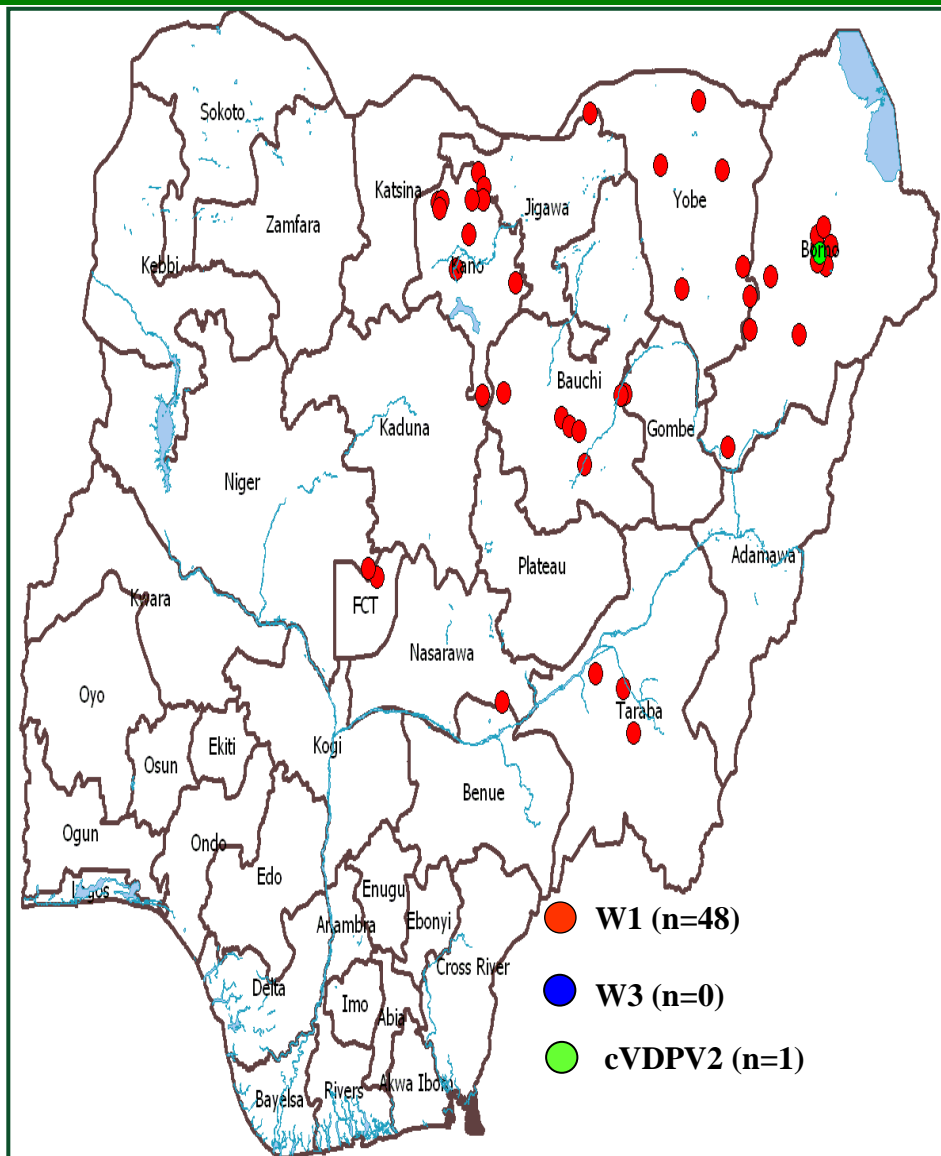 Sokoto
Katsina
Yobe
Jigawa
Zamfara
Borno
Kebbi
Kano
Bauchi
Kaduna
Gombe
Niger
Adamawa
Plateau
Kwara
FCT
Nasarawa
Oyo
Taraba
Ekiti
Kogi
Osun
Benue
Ogun
Ondo
Edo
Enugu
Lagos
Anambra
Ebonyi
W1 (n=48)
Cross River
Delta
W3 (n=0)
Imo
Abia
cVDPV2 (n=1)
Akwa Ibom
Rivers
Bayelsa